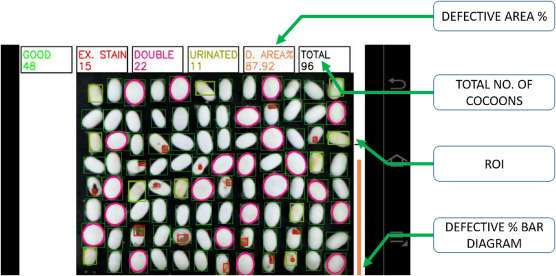 DEFECTIVE AREA %
GOOD EX. STAIN DOUBLE URINATED D. AREA% TOTAL
48 15 22 11 87.92 96
TOTAL NO. OF
COCOONS
ROI
DEFECTIVE % BAR
DIAGRAM